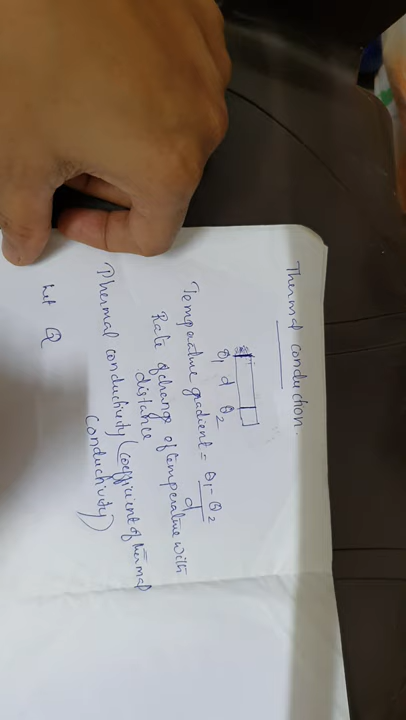 Thermal conduction.
θ1 d θ2
Temperature gradient = θ1 - θ2
d
Rate of change of temperature with
distance
Thermal conductivity (coefficient of thermal
conductivity)
Let Q